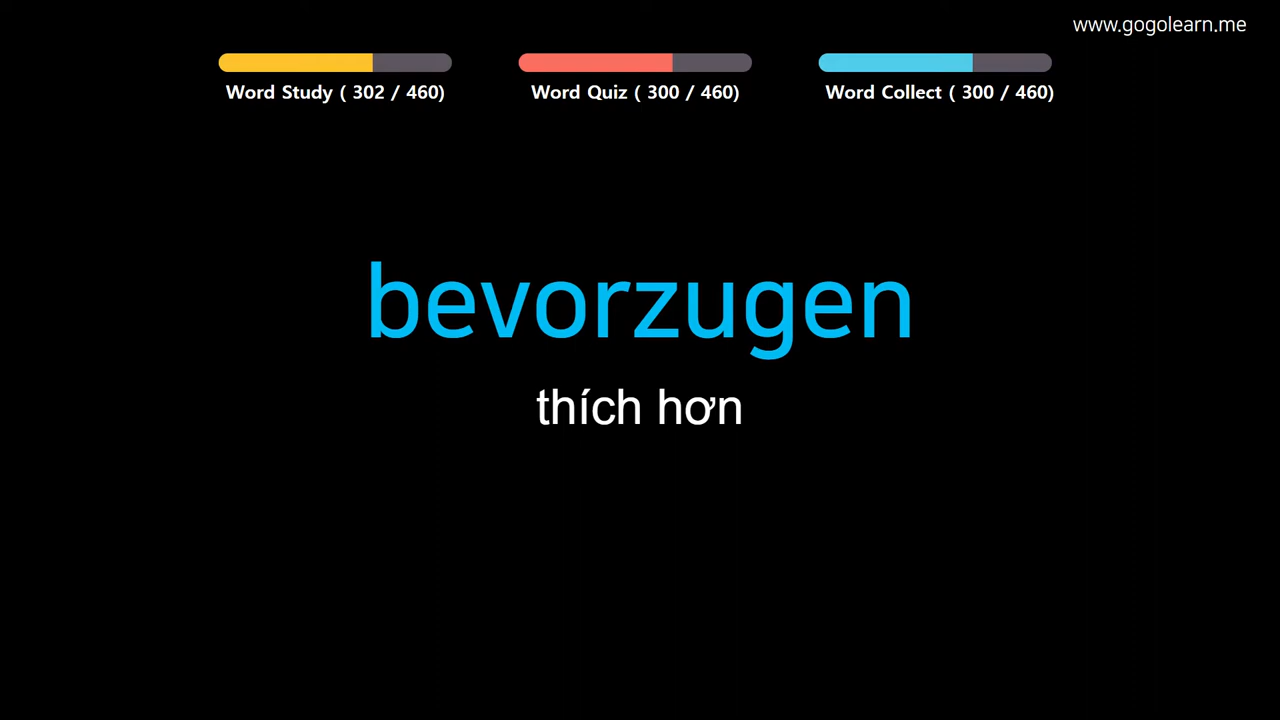 www.gogolearn.me
Word Study ( 302 / 460)
Word Quiz ( 300 / 460)
Word Collect ( 300 / 460)
bevorzugen
thích hơn